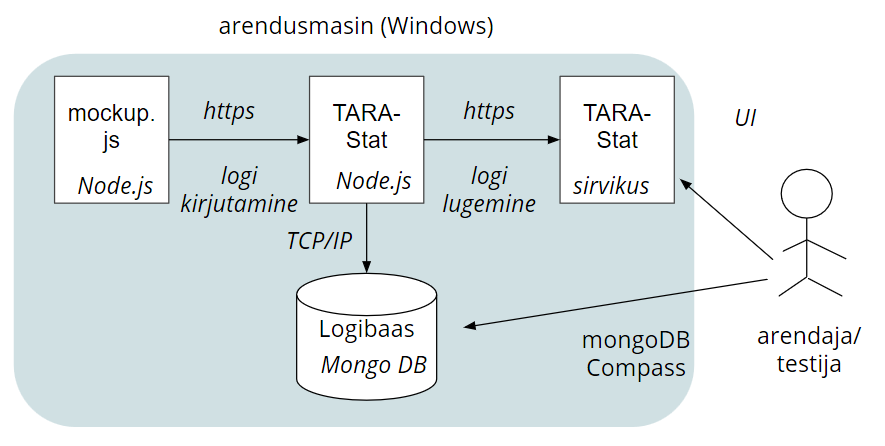 arendusmasin (Windows)
mockup.
js
Node.js
https
logi
kirjutamine
TARA-
Stat
Node.js
https
logi
lugemine
TARA-
Stat
sirvikus
UI
TCP/IP
Logibaas
Mongo DB
mongoDB
Compass
arendaja/
testija